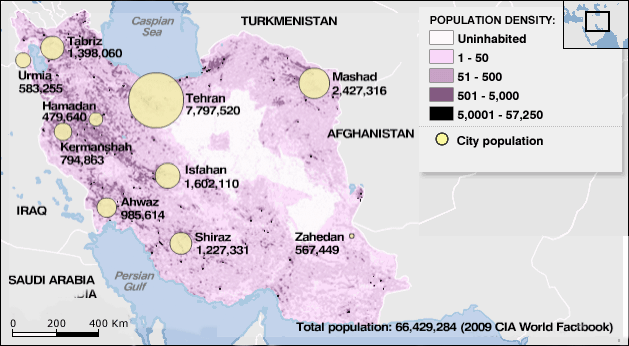 Caspian
Sea
TURKMENISTAN
POPULATION DENSITY:
Uninhabited
1 - 50
51 - 500
501 - 5,000
5,0001 - 57,250
City population
Tabriz
1,398,060
Urmia
583,255
Hamadan
479,640
Kermanshah
794,863
Tehran
7,797,520
Mashad
2,427,316
AFGHANISTAN
Isfahan
1,602,110
Ahwaz
985,614
IRAQ
Shiraz
1,227,331
Zahedan
567,449
SAUDI ARABIA
Persian
Gulf
0 200 400 Km
Total population: 66,429,284 (2009 CIA World Factbook)